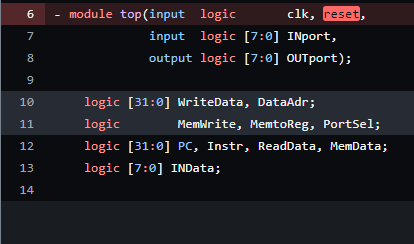 6 - module top(input  logic       clk, reset,
7              input  logic [7:0] INport,
8              output logic [7:0] OUTport);
9
10   logic [31:0] WriteData, DataAdr;
11   logic        MemWrite, MemtoReg, PortSel;
12   logic [31:0] PC, Instr, ReadData, MemData;
13   logic [7:0] INData;
14